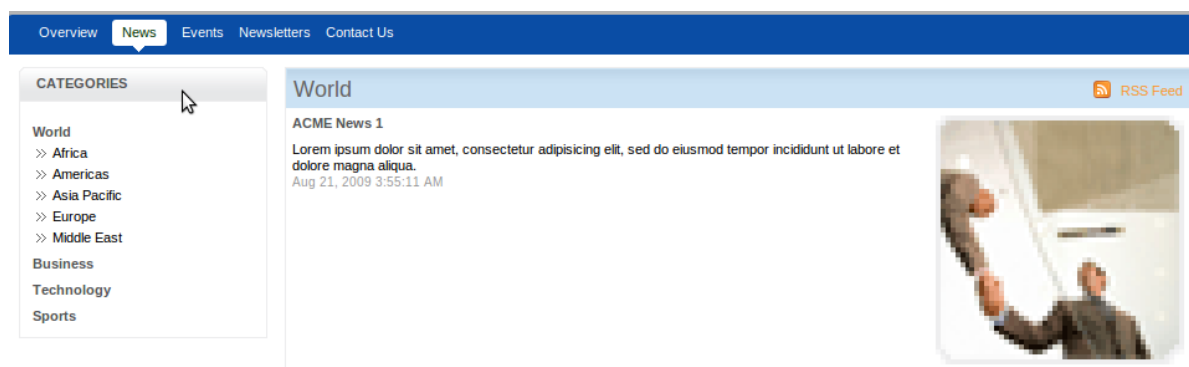 Overview News Events Newsletters Contact Us
CATEGORIES
World
Africa
Americas
Asia Pacific
Europe
Middle East
Business
Technology
Sports
World
RSS Feed
ACME News 1
Lorem ipsum dolor sit amet, consectetur adipisicing elit, sed do eiusmod tempor incididunt ut labore et
dolore magna aliqua.
Aug 21, 2009 3:55:11 AM